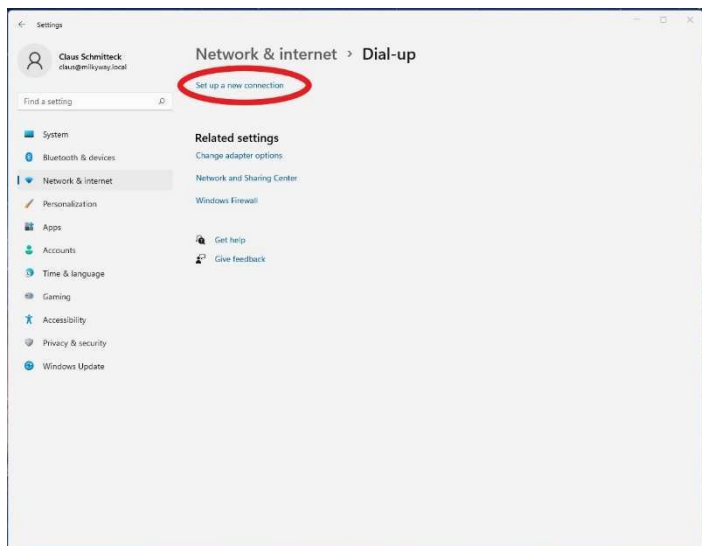 Settings
Claus Schmitteck
claus@milkyway.local
Find a setting
System
Bluetooth & devices
Network & internet
Personalization
Apps
Accounts
Time & language
Gaming
Accessibility
Privacy & security
Windows Update
Network & internet > Dial-up
Set up a new connection
Related settings
Change adapter options
Network and Sharing Center
Windows Firewall
Get help
Give feedback